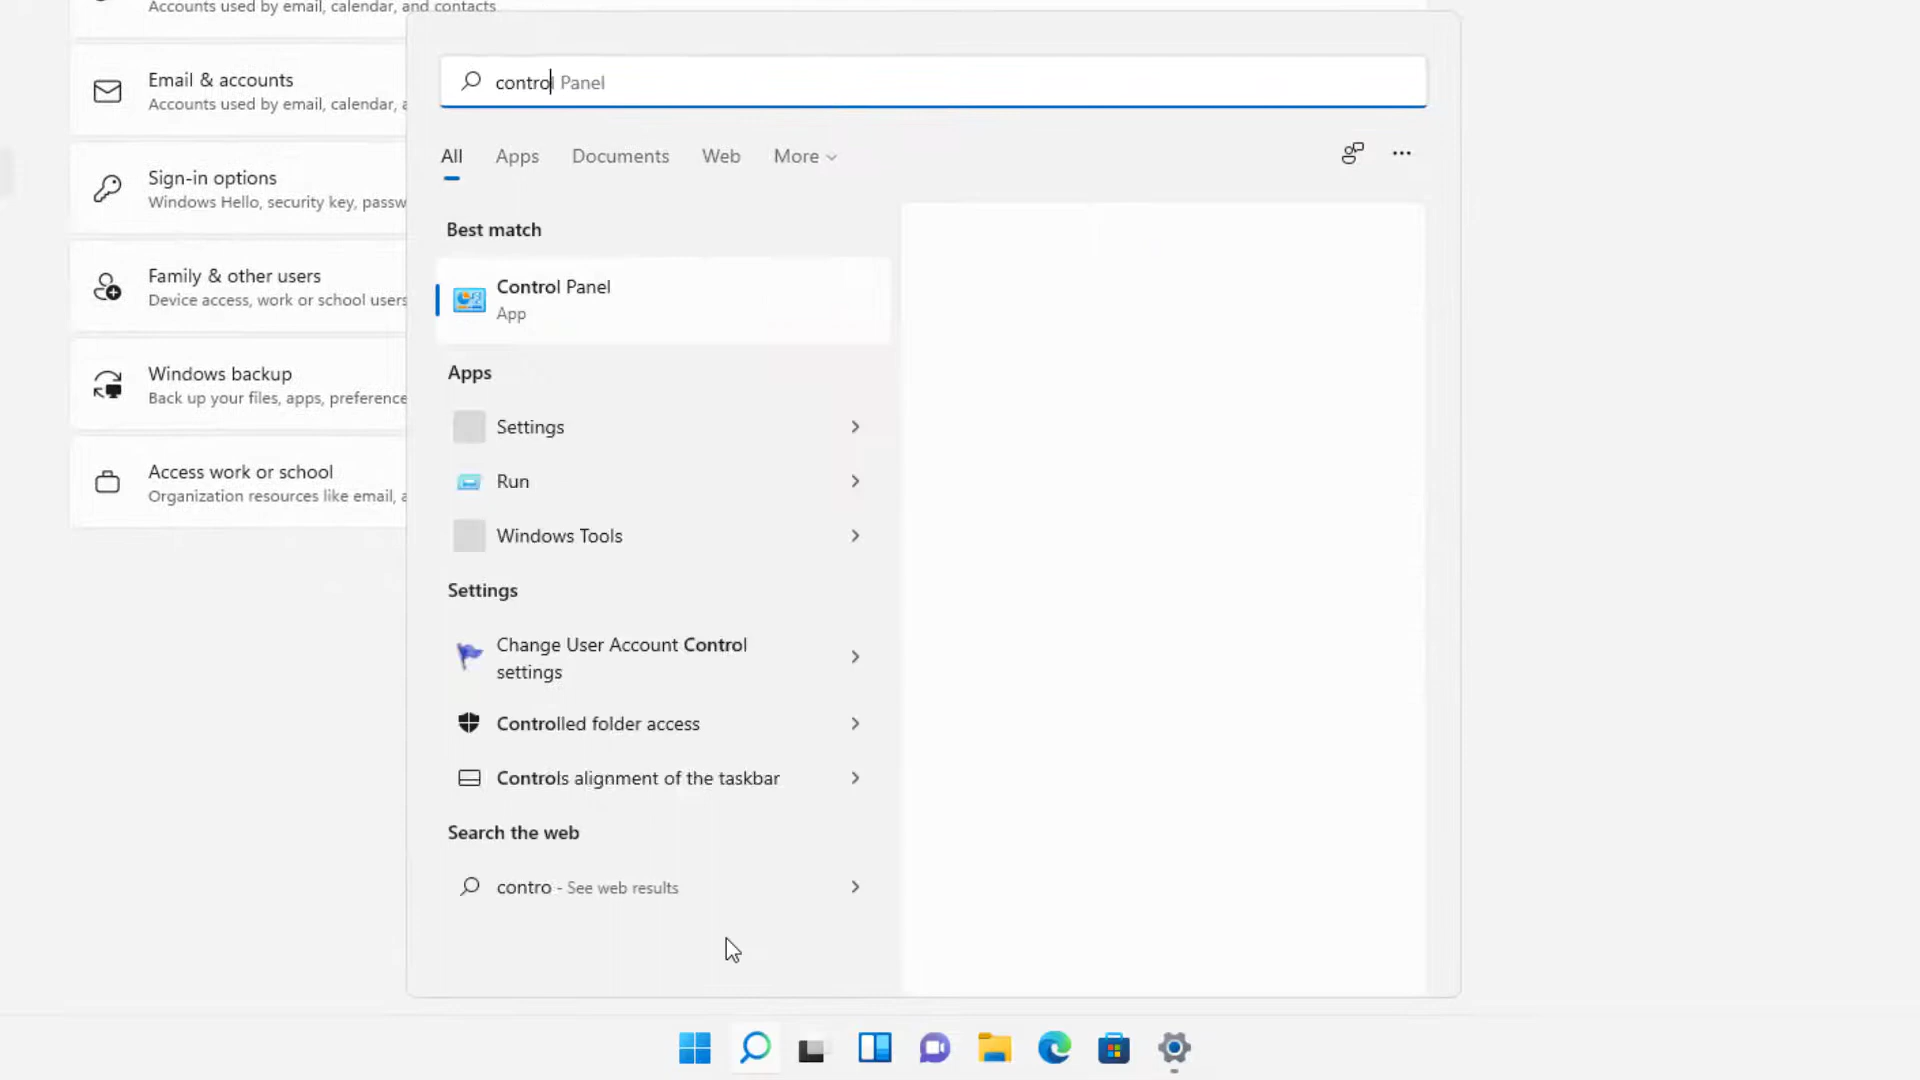 Accounts used by email, calendar, and contacts
Email & accounts
Accounts used by email, calendar, a
Sign-in options
Windows Hello, security key, passw
Family & other users
Device access, work or school users
Windows backup
Back up your files, apps, preference
Access work or school
Organization resources like email, a
control Panel
All Apps Documents Web More
Best match
Control Panel
App
Apps
Settings
Run
Windows Tools
Settings
Change User Account Control
settings
Controlled folder access
Controls alignment of the taskbar
Search the web
contro - See web results